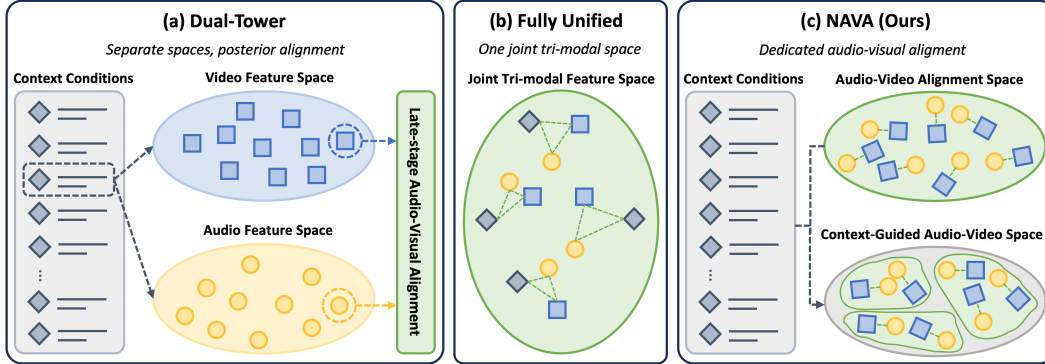 (a) Dual-Tower
Separate spaces, posterior alignment
Context Conditions
Video Feature Space
Audio Feature Space
Late-stage Audio-Visual Alignment
(b) Fully Unified
One joint tri-modal space
Joint Tri-modal Feature Space
(c) NAVA (Ours)
Dedicated audio-visual aligment
Context Conditions
Audio-Video Alignment Space
Context-Guided Audio-Video Space